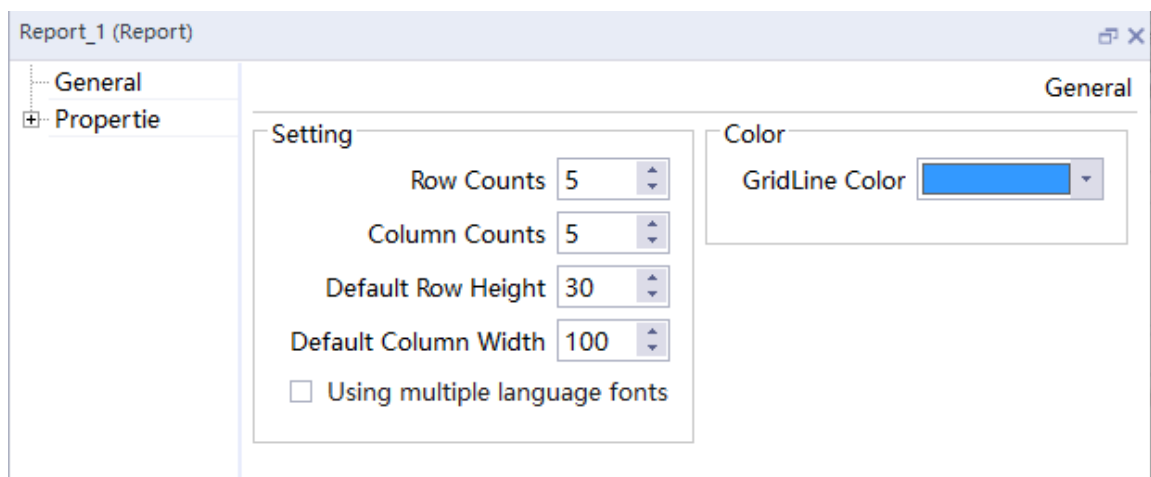 Report_1 (Report)
General
Propertie
General
Setting
Row Counts 5
Column Counts 5
Default Row Height 30
Default Column Width 100
Using multiple language fonts
Color
GridLine Color